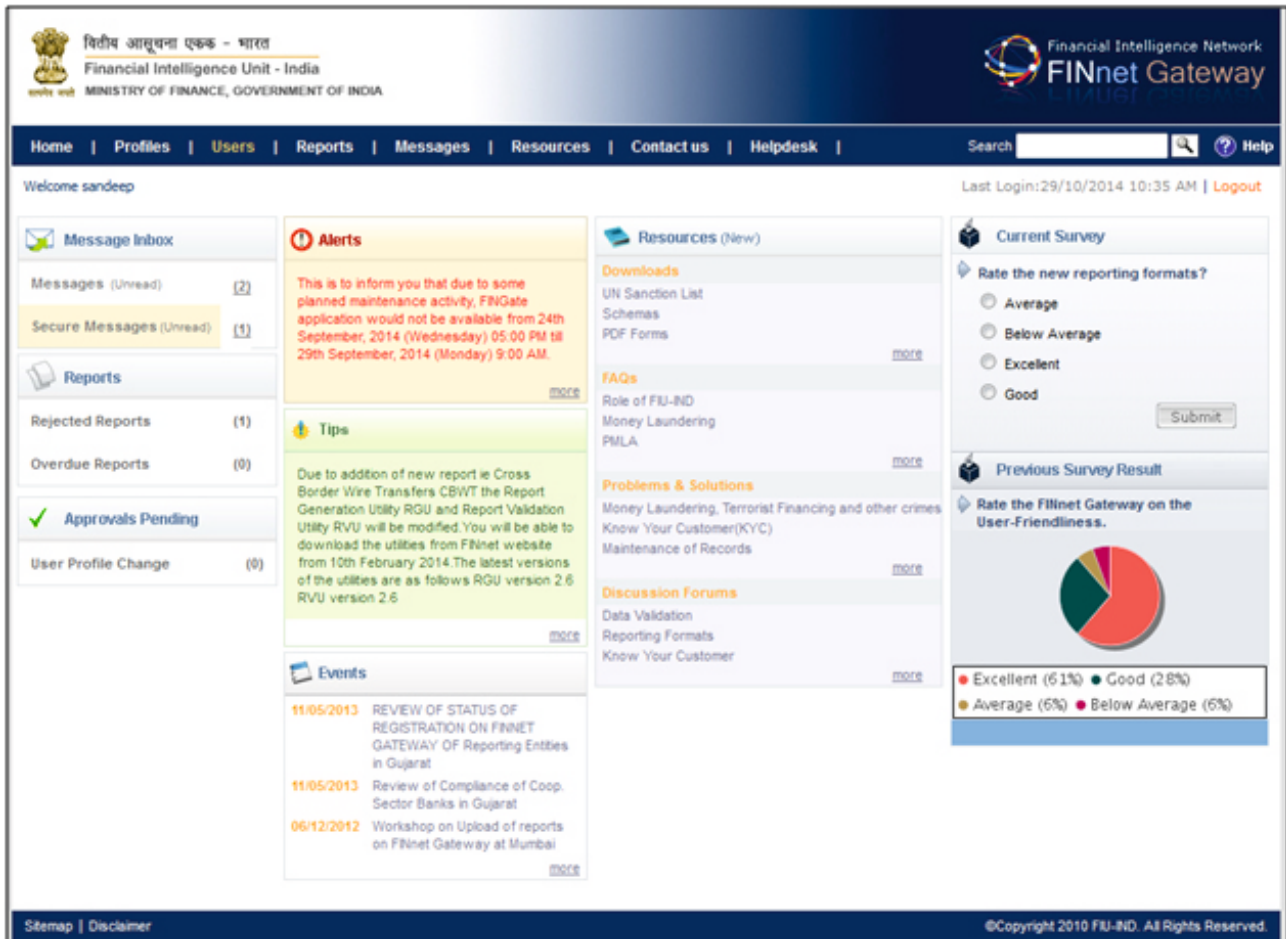 वित्तीय आसूचना एकक - भारत
Financial Intelligence Unit - India
MINISTRY OF FINANCE, GOVERNMENT OF INDIA
Financial Intelligence Network
FINnet Gateway
Home | Profiles | Users | Reports | Messages | Resources | Contact us | Helpdesk |
Search
Help
Welcome sandeep
Last Login:29/10/2014 10:35 AM | Logout
Message Inbox
Messages (Unread) (2)
Secure Messages (Unread) (1)
Reports
Rejected Reports (1)
Overdue Reports (0)
Approvals Pending
User Profile Change (0)
Alerts
This is to inform you that due to some
planned maintenance activity, FINGate
application would not be available from 24th
September, 2014 (Wednesday) 05:00 PM till
29th September, 2014 (Monday) 9:00 AM.
more
Tips
Due to addition of new report ie Cross
Border Wire Transfers CBWT the Report
Generation Utility RGU and Report Validation
Utility RVU will be modified.You will be able to
download the utilities from FINnet website
from 10th February 2014.The latest versions
of the utilities are as follows RGU version 2.6
RVU version 2.6
more
Events
11/05/2013 REVIEW OF STATUS OF
REGISTRATION ON FINNET
GATEWAY OF Reporting Entities
in Gujarat
11/05/2013 Review of Compliance of Coop.
Sector Banks in Gujarat
06/12/2012 Workshop on Upload of reports
on FINnet Gateway at Mumbai
more
Resources (New)
Downloads
UN Sanction List
Schemas
PDF Forms
more
FAQs
Role of FIU-IND
Money Laundering
PMLA
more
Problems & Solutions
Money Laundering, Terrorist Financing and other crimes
Know Your Customer(KYC)
Maintenance of Records
more
Discussion Forums
Data Validation
Reporting Formats
Know Your Customer
more
Current Survey
Rate the new reporting formats?
Average
Below Average
Excellent
Good
Submit
Previous Survey Result
Rate the FINnet Gateway on the
User-Friendliness.
Excellent (61%) Good (28%)
Average (6%) Below Average (6%)
Sitemap | Disclaimer
©Copyright 2010 FIU-IND. All Rights Reserved.